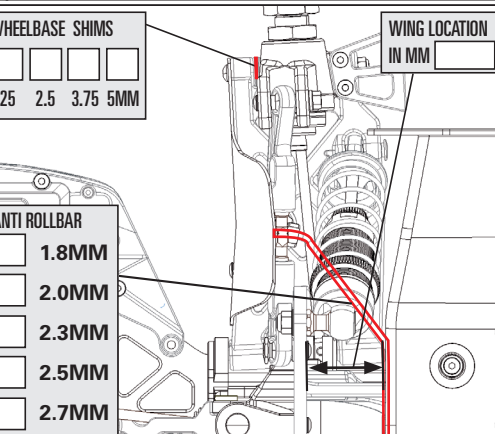 WHEELBASE SHIMS
25 2.5 3.75 5MM
WING LOCATION
IN MM
ANTI ROLLBAR
1.8MM
2.0MM
2.3MM
2.5MM
2.7MM